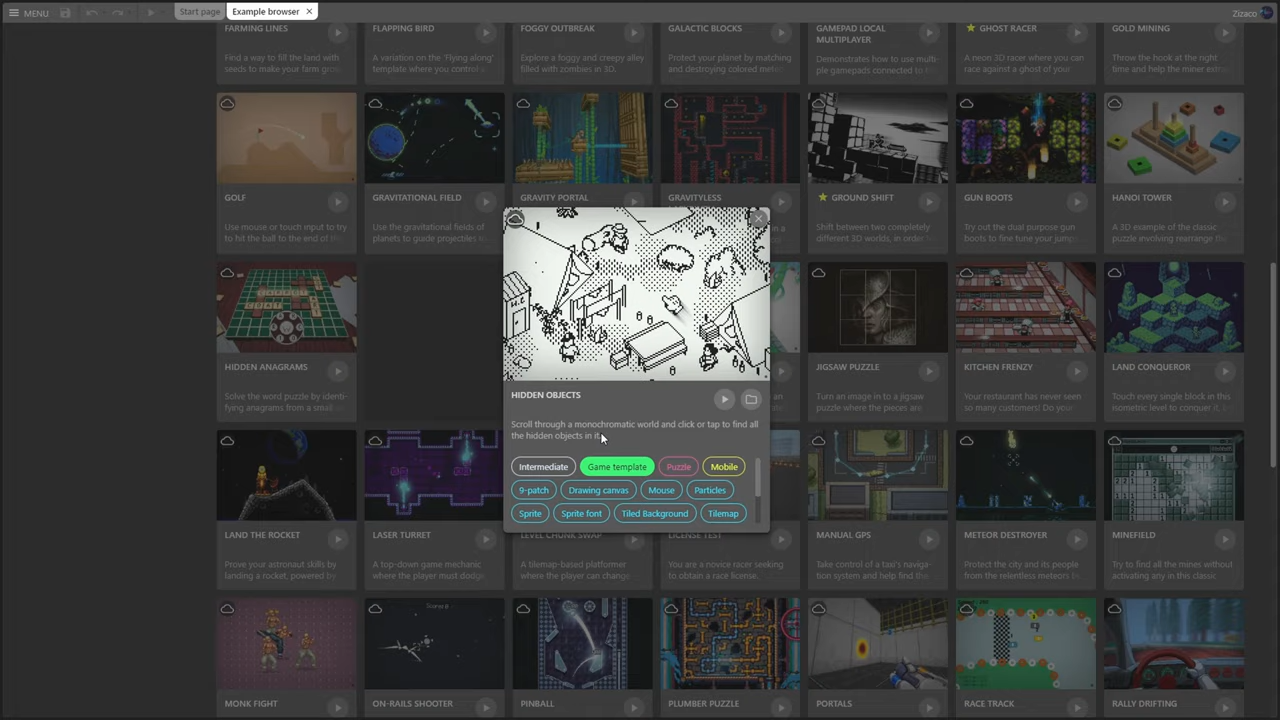 MENU
Start page
Example browser
Zizaco
FARMING LINES
Find a way to fill the land with
seeds to make your farm grow
FLAPPING BIRD
A variation on the 'Flying along'
template where you control a
FOGGY OUTBREAK
Explore a foggy and creepy alley
filled with zombies in 3D.
GALACTIC BLOCKS
Protect your planet by matching
and destroying colored mete
GAMEPAD LOCAL
MULTIPLAYER
Demonstrates how to use multi-
ple gamepads connected to
GHOST RACER
A neon 3D racer where you can
race against a ghost of your
GOLD MINING
Throw the hook at the right
time and help the miner extra
GOLF
Use mouse or touch input to try
to hit the ball to the end of the
GRAVITATIONAL FIELD
Use the gravitational fields of
planets to guide projectiles
GRAVITY PORTAL
GRAVITYLESS
GROUND SHIFT
Shift between two completely
different 3D worlds, in order
GUN BOOTS
Try out the dual purpose gun
boots to fine tune your jump
HANOI TOWER
A 3D example of the classic
puzzle involving rearrange the
HIDDEN ANAGRAMS
Solve the word puzzle by identi-
fying anagrams from a small
HIDDEN OBJECTS
Scroll through a monochromatic world and click or tap to find all
the hidden objects in it.
Intermediate
Game template
Puzzle
Mobile
9-patch
Drawing canvas
Mouse
Particles
Sprite
Sprite font
Tiled Background
Tilemap
JIGSAW PUZZLE
Turn an image in to a jigsaw
puzzle where the pieces are
KITCHEN FRENZY
Your restaurant has never seen
so many customers! Do your
LAND CONQUEROR
Touch every single block in this
isometric level to conquer it,
LAND THE ROCKET
Prove your astronaut skills by
landing a rocket, powered by
LASER TURRET
A top-down game mechanic
where the player must dodge
LEVEL CHUNK SWAP
A tilemap-based platformer
where the player can change
LICENSE TEST
You are a novice racer seeking
to obtain a race license.
MANUAL GPS
Take control of a taxi's naviga-
tion system and help find the
METEOR DESTROYER
Protect the city and its people
from the relentless meteors
MINEFIELD
Try to find all the mines without
activating any in this classic
MONK FIGHT
ON-RAILS SHOOTER
PINBALL
PLUMBER PUZZLE
PORTALS
RACE TRACK
RALLY DRIFTING